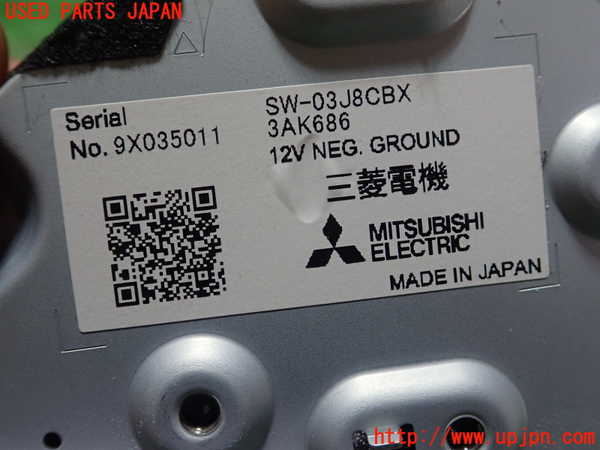 USED PARTS JAPAN
Serial
No. 9X035011
SW-03J8CBX
3AK686
12V NEG. GROUND
三菱電機
MITSUBISHI
ELECTRIC
MADE IN JAPAN
http://www.upjpn.com/